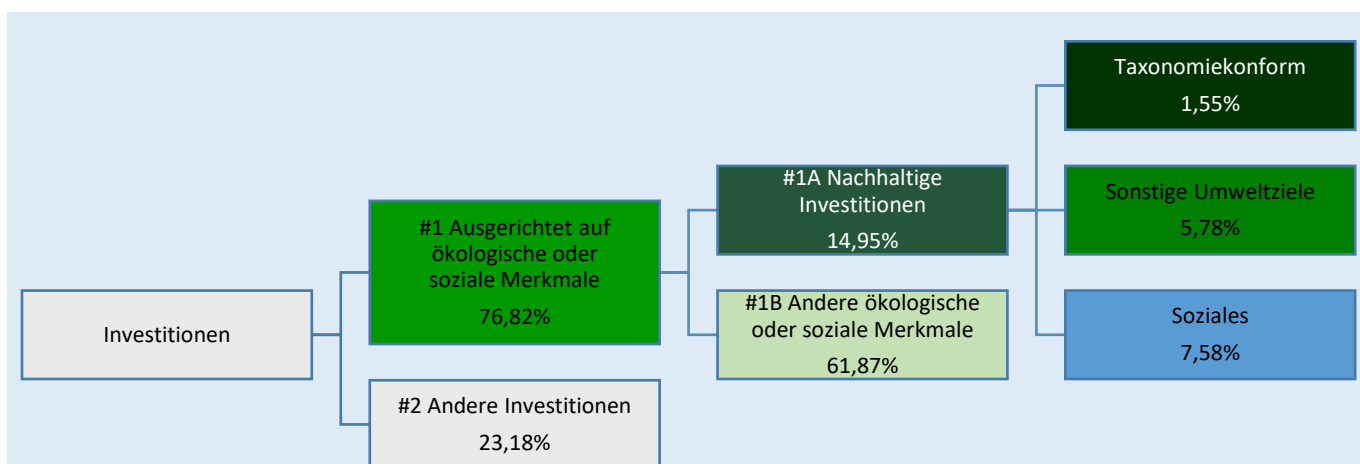 Investitionen
#1 Ausgerichtet auf
ökologische oder
soziale Merkmale
76,82%
#2 Andere Investitionen
23,18%
#1A Nachhaltige
Investitionen
14,95%
#1B Andere ökologische
oder soziale Merkmale
61,87%
Taxonomiekonform
1,55%
Sonstige Umweltziele
5,78%
Soziales
7,58%